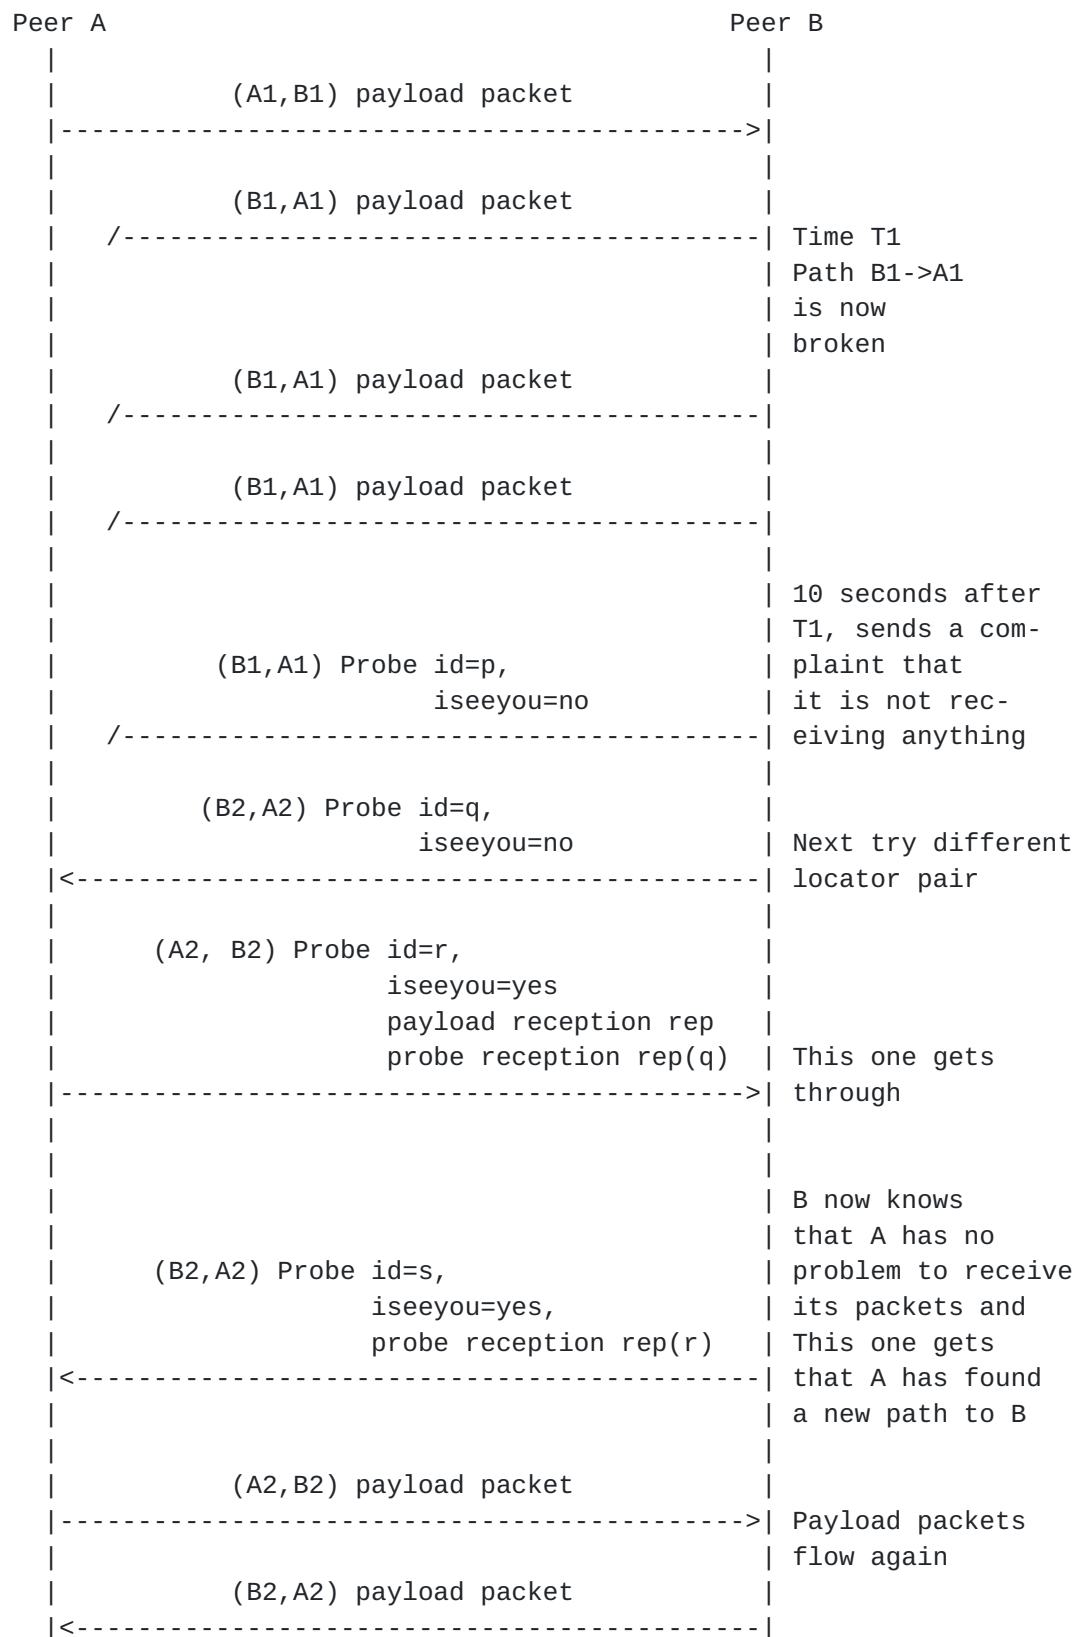 Peer A                                        Peer B
  |                                             |
  |           (A1,B1) payload packet            |
  |-------------------------------------------->|
  |                                             |
  |           (B1,A1) payload packet            |
  |   /-----------------------------------------| Time T1
  |                                             | Path B1->A1
  |                                             | is now
  |                                             | broken
  |           (B1,A1) payload packet            |
  |   /-----------------------------------------|
  |                                             |
  |           (B1,A1) payload packet            |
  |   /-----------------------------------------|
  |                                             |
  |                                             | 10 seconds after
  |                                             | T1, sends a com-
  |          (B1,A1) Probe id=p,                | plaint that
  |                        iseeyou=no           | it is not rec-
  |   /-----------------------------------------| eiving anything
  |                                             |
  |         (B2,A2) Probe id=q,                 |
  |                       iseeyou=no            | Next try different
  |<--------------------------------------------| locator pair
  |                                             |
  |      (A2, B2) Probe id=r,                   |
  |                     iseeyou=yes             |
  |                     payload reception rep   |
  |                     probe reception rep(q)  | This one gets
  |-------------------------------------------->| through
  |                                             |
  |                                             |
  |                                             | B now knows
  |                                             | that A has no
  |      (B2,A2) Probe id=s,                    | problem to receive
  |                    iseeyou=yes,             | its packets and
  |                    probe reception rep(r)   | This one gets
  |<--------------------------------------------| that A has found
  |                                             | a new path to B
  |                                             |
  |           (A2,B2) payload packet            |
  |-------------------------------------------->| Payload packets
  |                                             | flow again
  |           (B2,A2) payload packet            |
  |<--------------------------------------------|